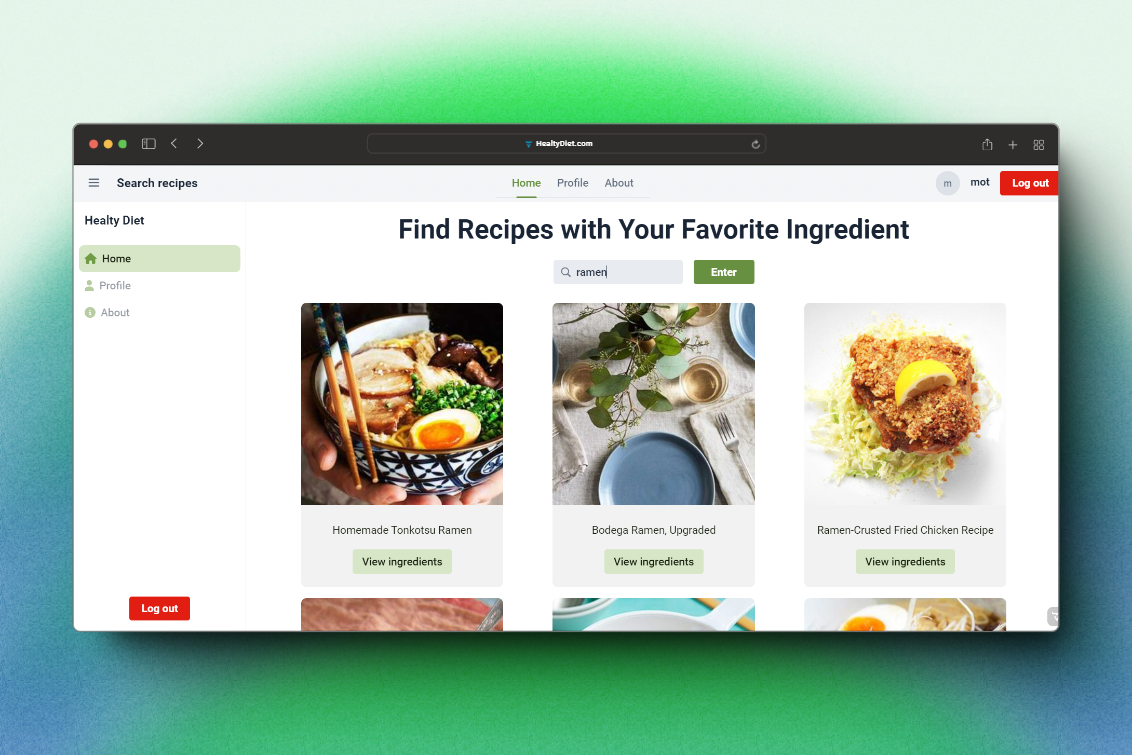 HealtyDiet.com
Search recipes
Home Profile About
m mot Log out
Healty Diet
Home
Profile
About
Log out
Find Recipes with Your Favorite Ingredient
ramen Enter
Homemade Tonkotsu Ramen
View ingredients
Bodega Ramen, Upgraded
View ingredients
Ramen-Crusted Fried Chicken Recipe
View ingredients